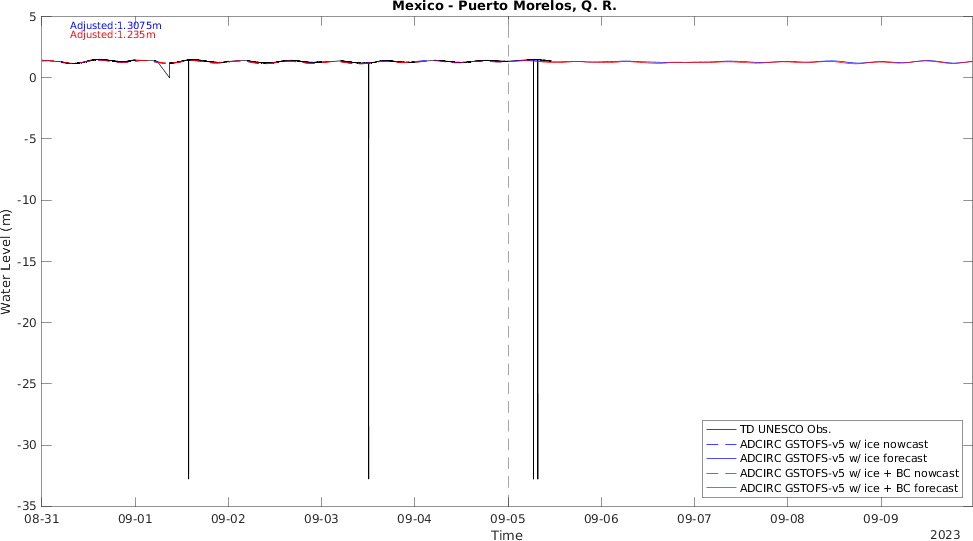 Mexico - Puerto Morelos, Q. R.
Adjusted:1.3075m
Adjusted:1.235m
5
0
-5
-10
-15
-20
-25
-30
-35
Water Level (m)
TD UNESCO Obs.
ADCIRC GSTOFS-v5 w/ ice nowcast
ADCIRC GSTOFS-v5 w/ ice forecast
ADCIRC GSTOFS-v5 w/ ice + BC nowcast
ADCIRC GSTOFS-v5 w/ ice + BC forecast
08-31 09-01 09-02 09-03 09-04 09-05 09-06 09-07 09-08 09-09
Time
2023